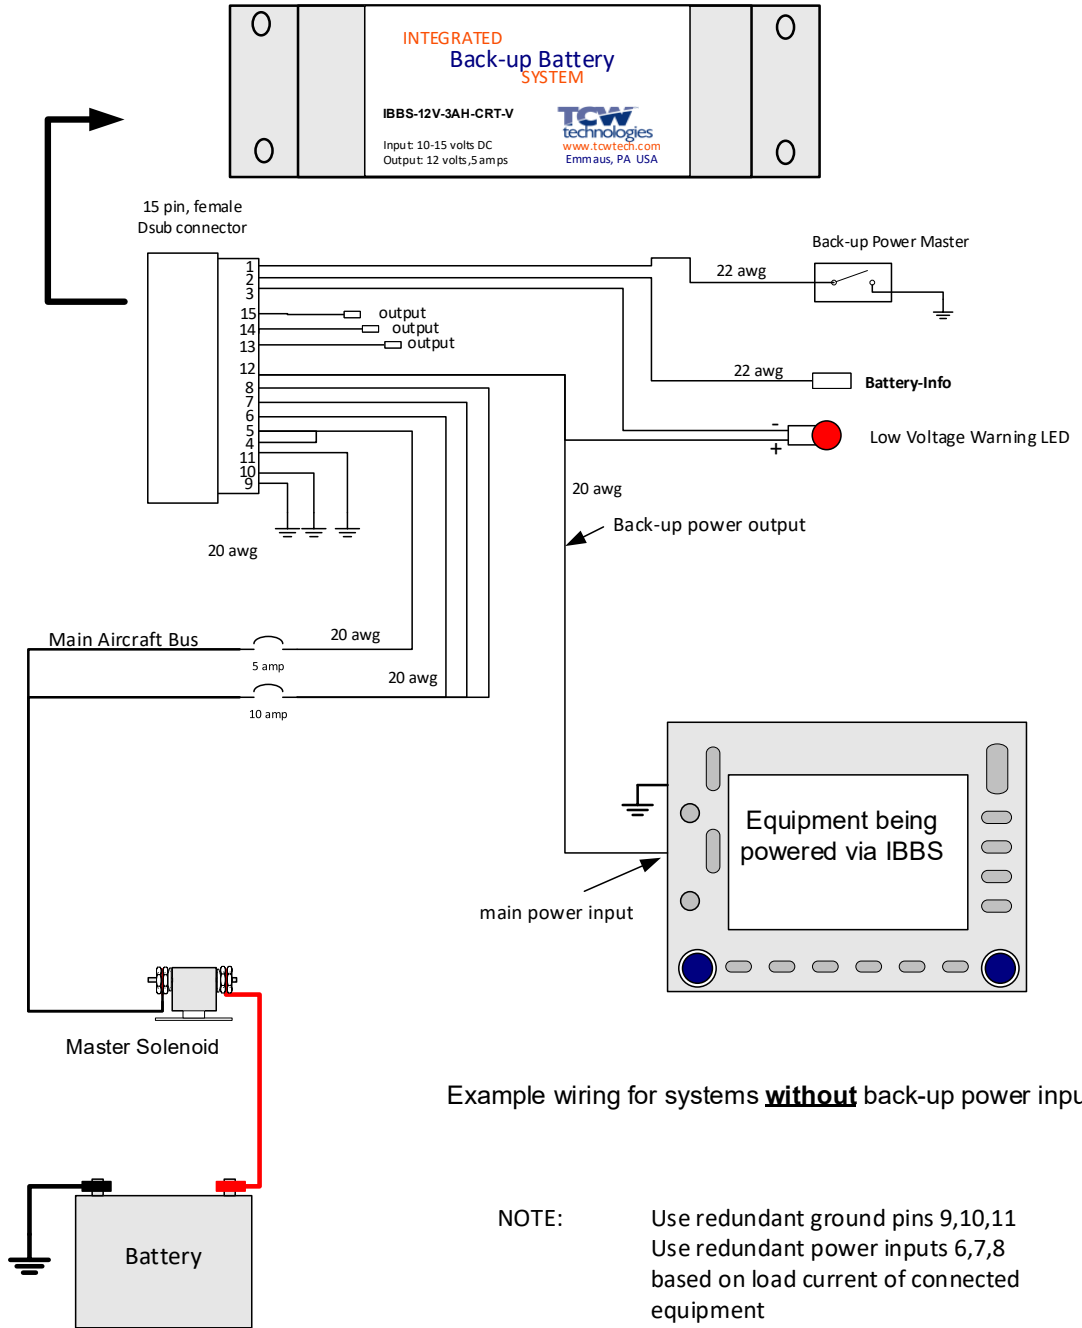 INTEGRATED
Back-up Battery
SYSTEM
IBBS-12V-3AH-CRT-V
Input: 10-15 volts DC
Output: 12 volts,5 amps
TCW
technologies
www.tcwtech.com
Emmaus, PA USA
15 pin, female
Dsub connector
1
2
3
15
14
13
12
8
7
6
5
4
11
10
9
output
output
output
22 awg
Back-up Power Master
22 awg
Battery-Info
-
+
Low Voltage Warning LED
20 awg
Back-up power output
20 awg
Main Aircraft Bus
5 amp
20 awg
10 amp
20 awg
Equipment being
powered via IBBS
main power input
Master Solenoid
Battery
Example wiring for systems without back-up power inpu
NOTE:
Use redundant ground pins 9,10,11
Use redundant power inputs 6,7,8
based on load current of connected
equipment